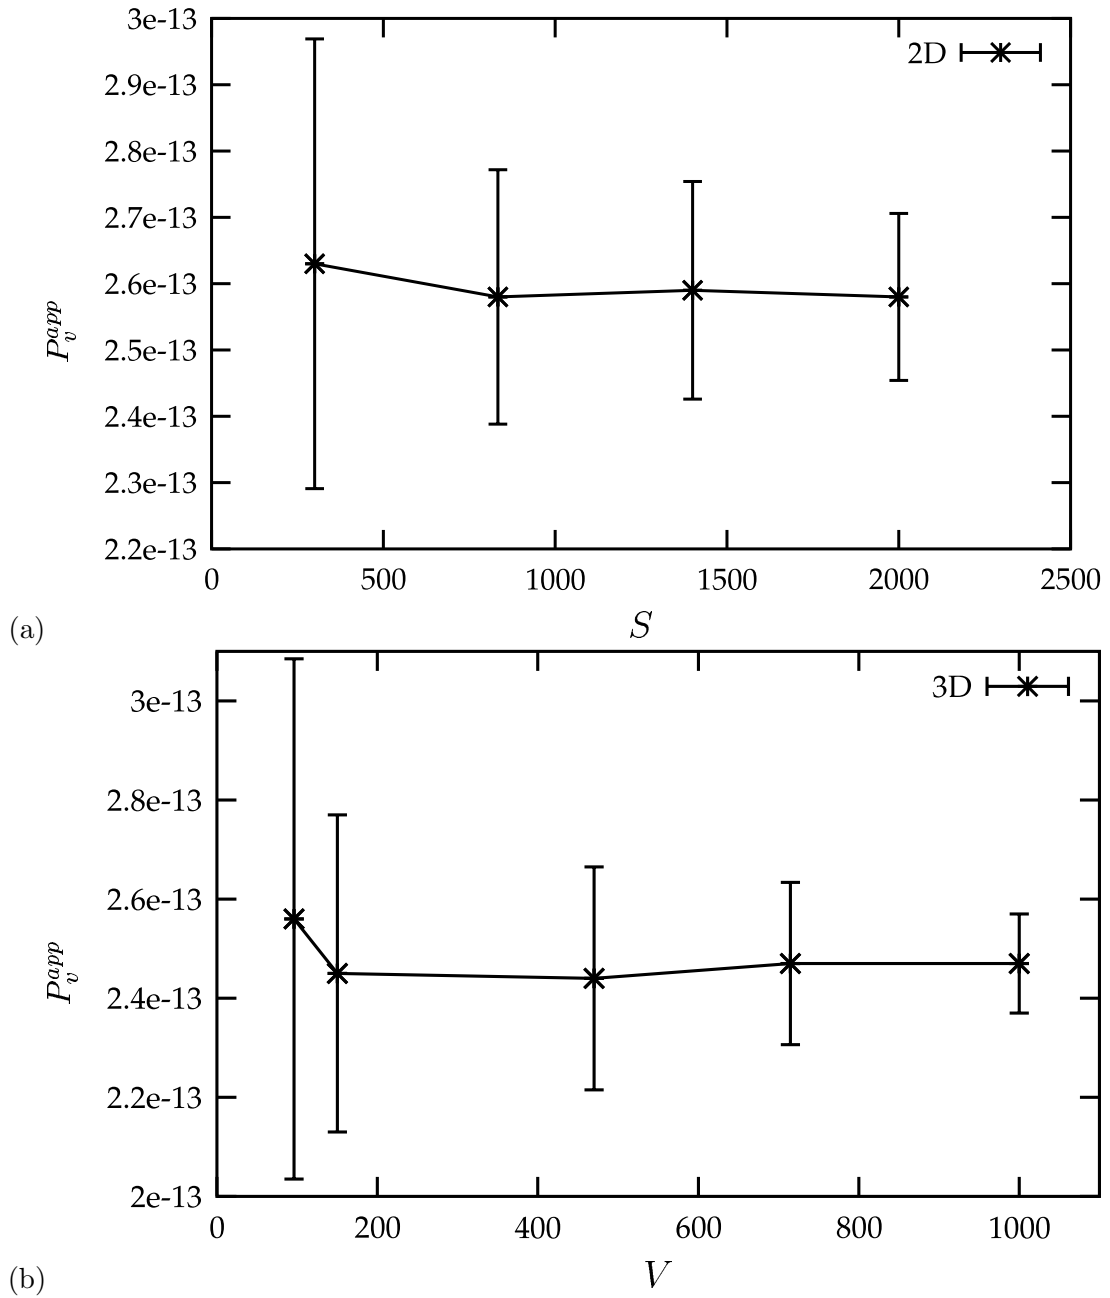 3e-13
2.9e-13
2.8e-13
2.7e-13
2.6e-13
2.5e-13
2.4e-13
2.3e-13
2.2e-13
2D
P_v^{app}
0 500 1000 1500 2000 2500
S
(a)
3e-13
2.8e-13
2.6e-13
2.4e-13
2.2e-13
2e-13
3D
P_v^{app}
0 200 400 600 800 1000
V
(b)